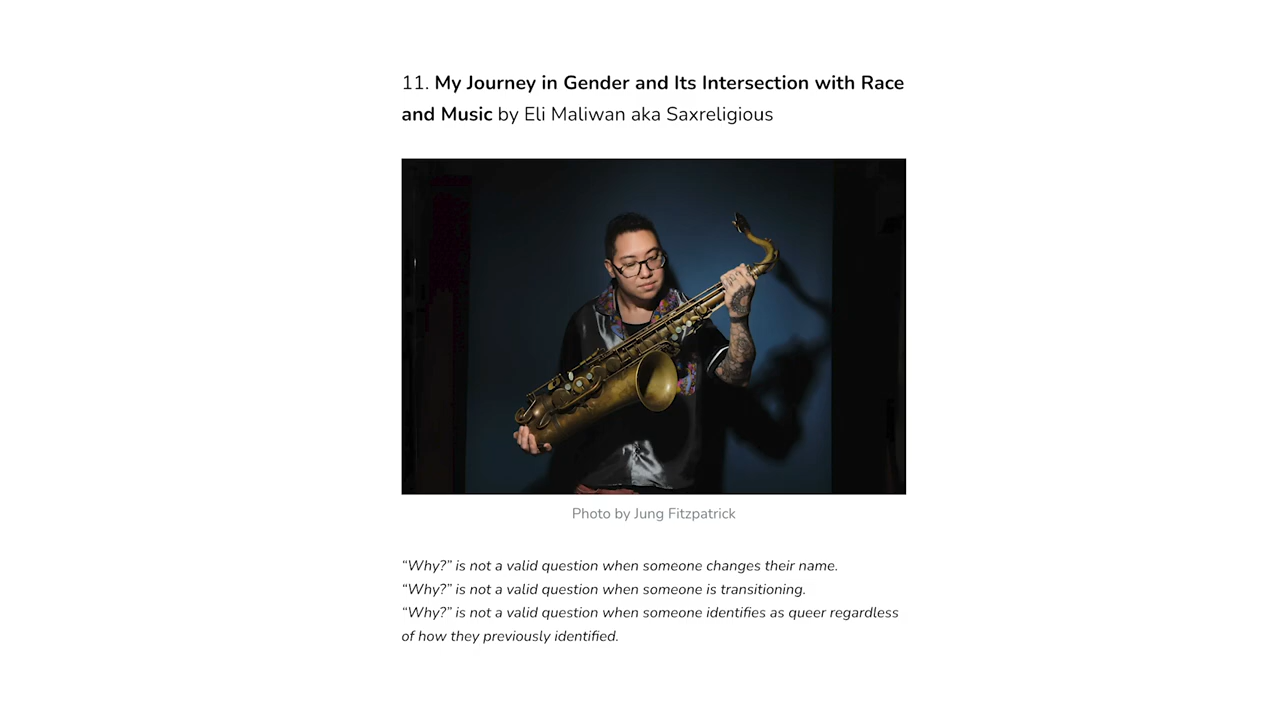 11. My Journey in Gender and Its Intersection with Race
and Music by Eli Maliwan aka Saxreligious
Photo by Jung Fitzpatrick
“Why?” is not a valid question when someone changes their name.
“Why?” is not a valid question when someone is transitioning.
“Why?” is not a valid question when someone identifies as queer regardless
of how they previously identified.